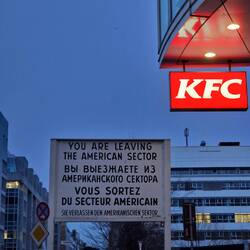 KFC
YOU ARE LEAVING
THE AMERICAN SECTOR
ВЫ ВЫЕЗЖАЕТЕ ИЗ
АМЕРИКАНСКОГО СЕКТОРА
VOUS SORTEZ
DU SECTEUR AMÉRICAIN
SIE VERLASSEN DEN AMERIKANISCHEN SEKTOR